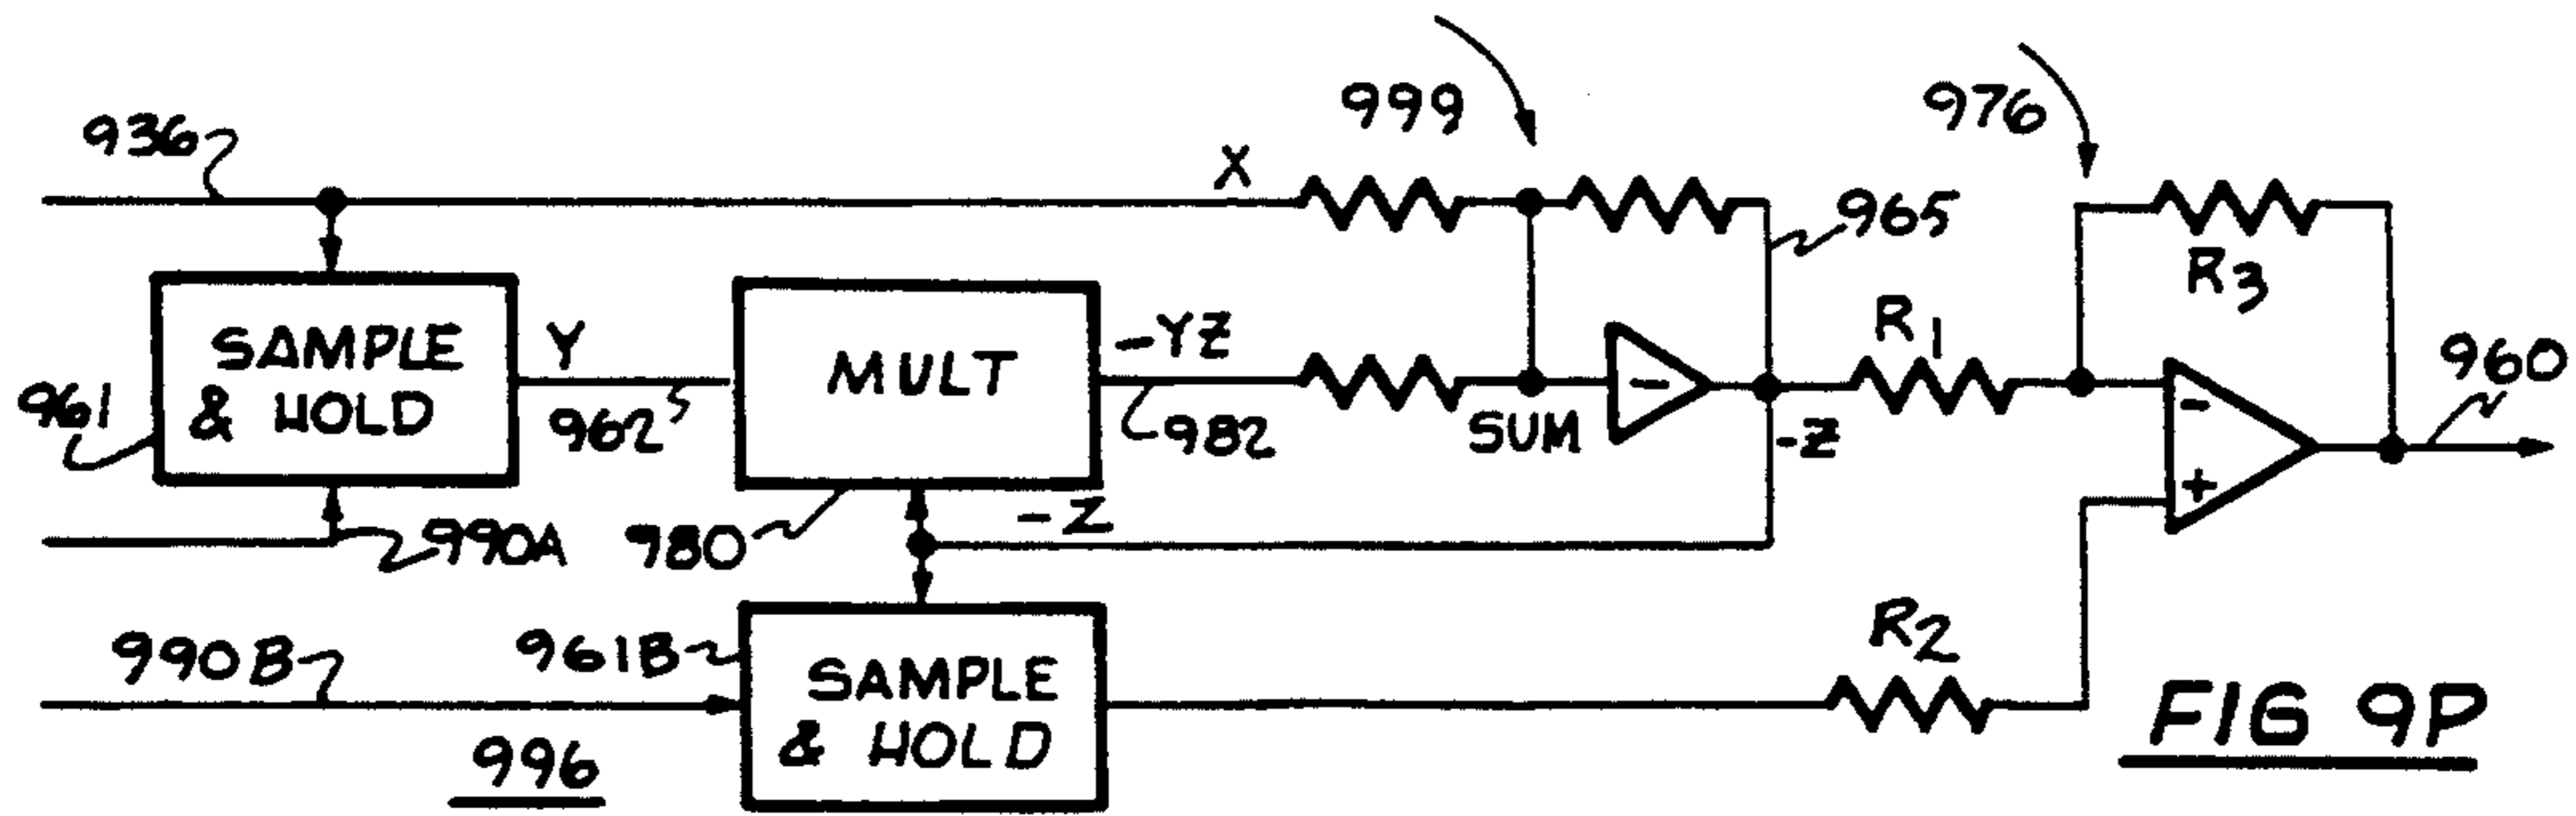 999
976
936
X
965
R3
SAMPLE
& HOLD
Y
MULT
-YZ
R1
960
961
962
982
SUM
-
-Z
-
+
990A
980
-Z
990B
961B
SAMPLE
& HOLD
R2
996
FIG 9P